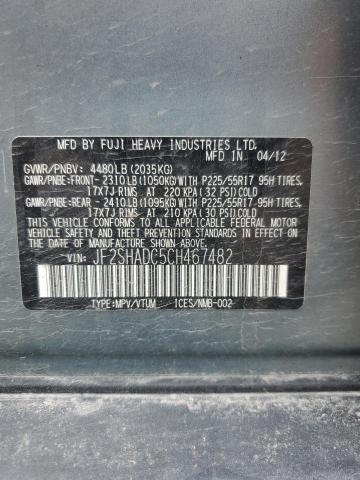 MFD BY FUJI HEAVY INDUSTRIES LTD.
IN 04/12
GVWR/PNBV: 4480LB (2035KG)
GAWR/PNBE:FRONT- 2310LB(1050KG)WITH P225/55R17 95H TIRES,
17X7J RIMS AT 220 KPA(32 PSI)COLD
GAWR/PNBE:REAR - 2410LB(1095KG)WITH P225/55R17 95H TIRES,
17X7J RIMS AT 210 KPA(30 PSI)COLD
THIS VEHICLE CONFORMS TO ALL APPLICABLE
FEDERAL MOTOR VEHICLE SAFETY, BUMPER, AND
THEFT PREVENTION STANDARDS IN EFFECT ON
THE DATE OF MANUFACTURE SHOWN ABOVE.
VIN: JF2SHADC5CH467482
TYPE:MPV/VTUM ICES/NMB-002